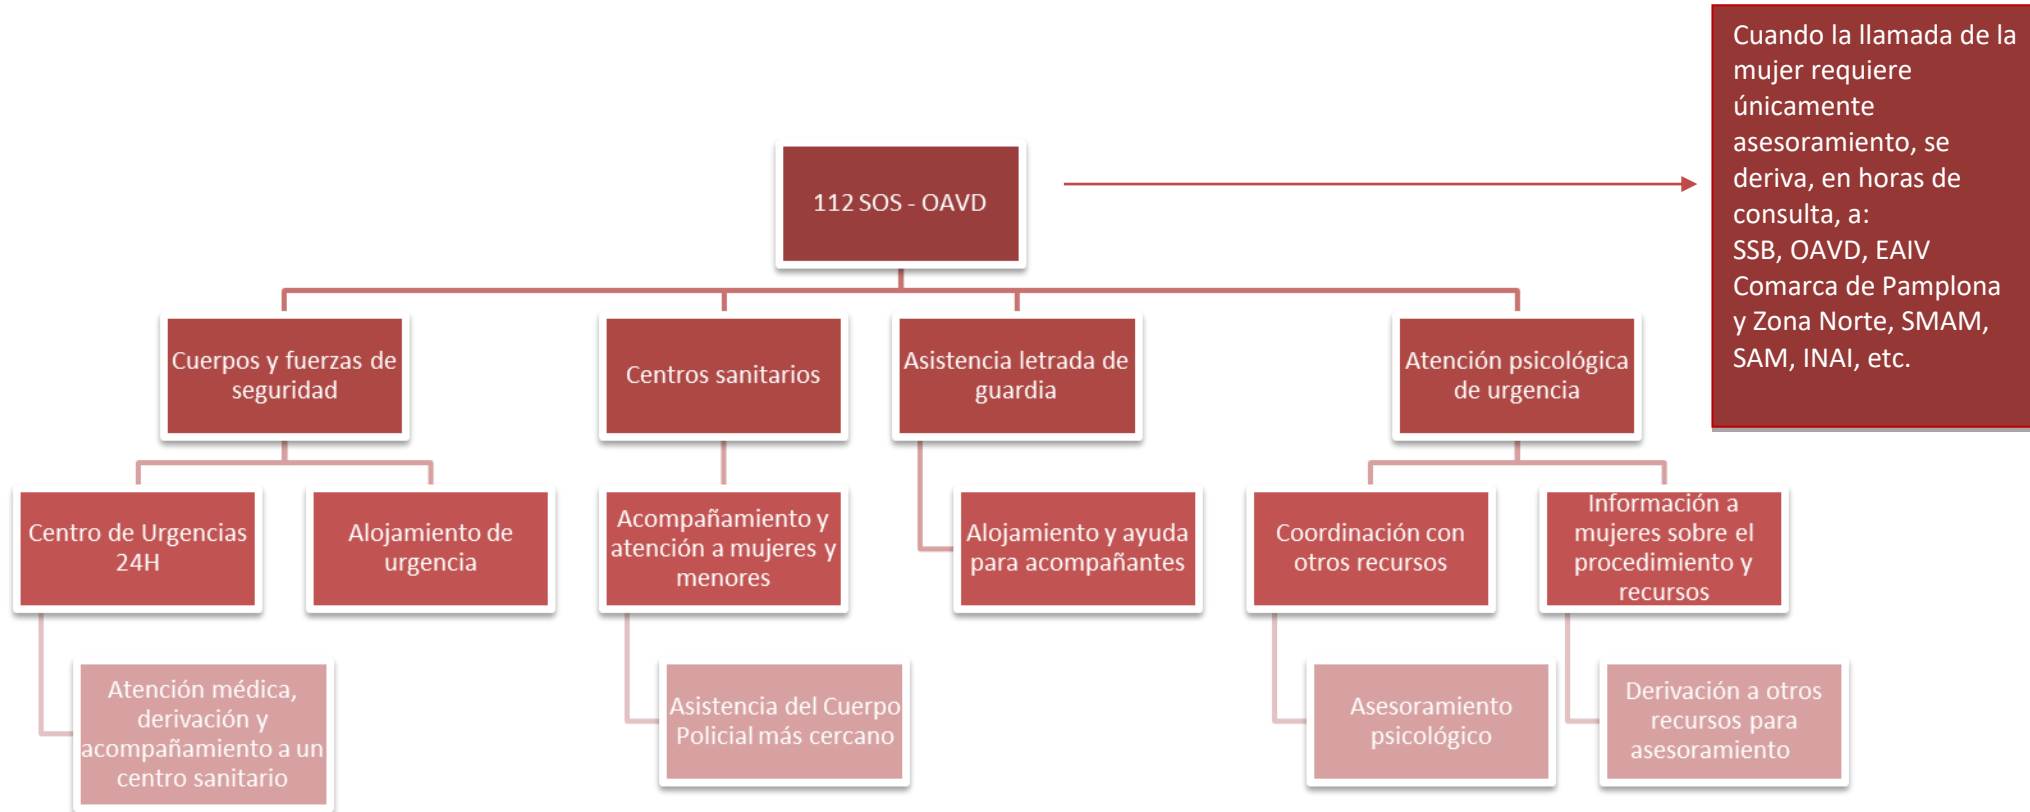 Cuando la llamada de la
mujer requiere
únicamente
asesoramiento, se
deriva, en horas de
consulta, a:
SSB, OAVD, EAIV
Comarca de Pamplona
y Zona Norte, SMAM,
SAM, INAI, etc.
112 SOS - OAVD
Cuerpos y fuerzas de
seguridad
Centros sanitarios
Asistencia letrada de
guardia
Atención psicológica
de urgencia
Centro de Urgencias
24H
Alojamiento de
urgencia
Acompañamiento y
atención a mujeres y
menores
Alojamiento y ayuda
para acompañantes
Coordinación con
otros recursos
Información a
mujeres sobre el
procedimiento y
recursos
Atención médica,
derivación y
acompañamiento a un
centro sanitario
Asistencia del Cuerpo
Policial más cercano
Asesoramiento
psicológico
Derivación a otros
recursos para
asesoramiento